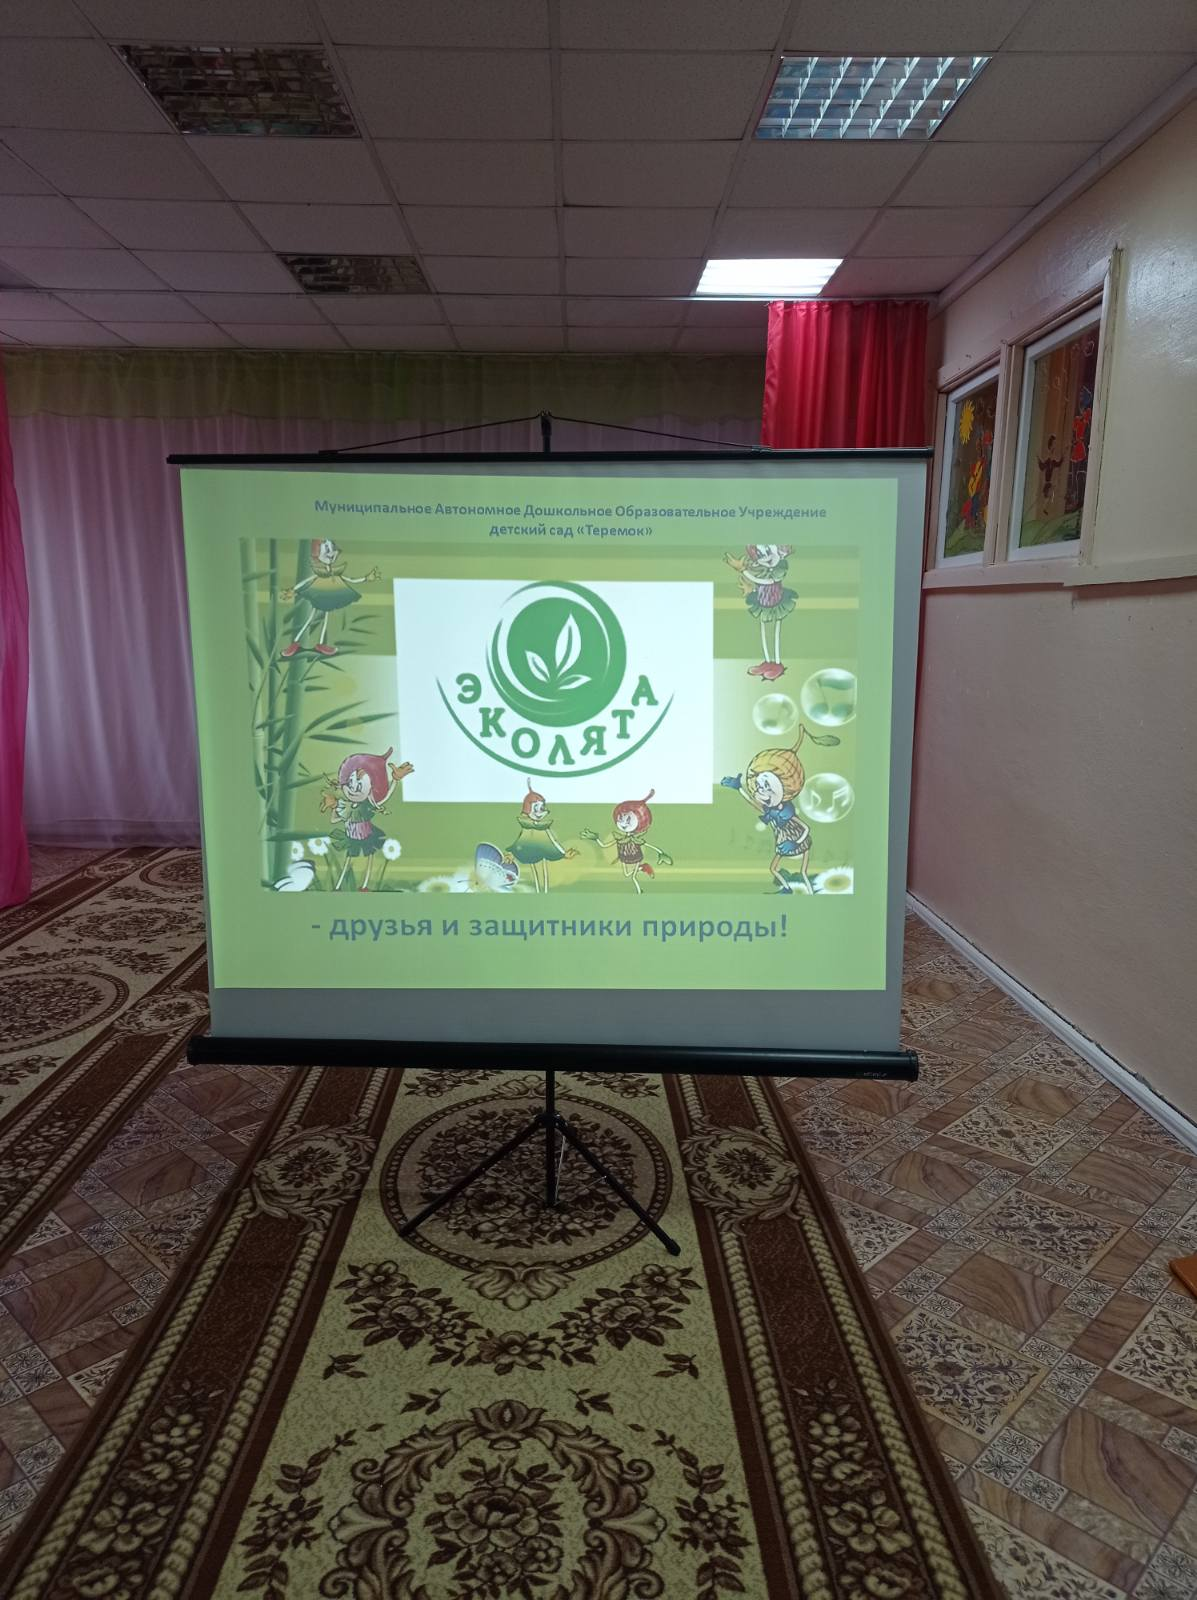 Муниципальное Автономное Дошкольное Образовательное Учреждение
детский сад «Теремок»
ЭКОЛЯТА
- друзья и защитники природы!